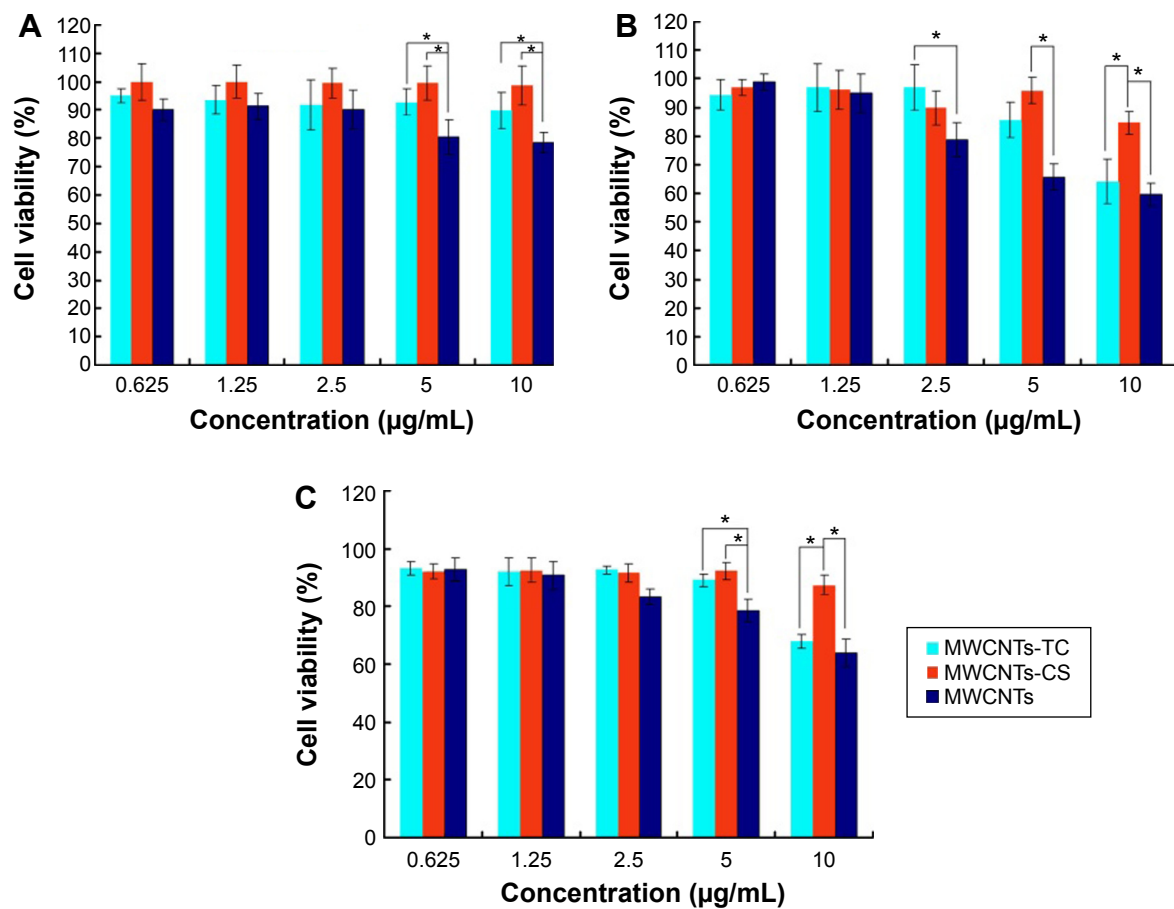 A
120
110
100
90
80
70
60
50
40
30
20
10
0
Cell viability (%)
* * * *
0.625 1.25 2.5 5 10
Concentration (µg/mL)
B
120
110
100
90
80
70
60
50
40
30
20
10
0
Cell viability (%)
* * * *
0.625 1.25 2.5 5 10
Concentration (µg/mL)
C
120
100
80
60
40
20
0
Cell viability (%)
* * * *
0.625 1.25 2.5 5 10
Concentration (µg/mL)
MWCNTs-TC
MWCNTs-CS
MWCNTs